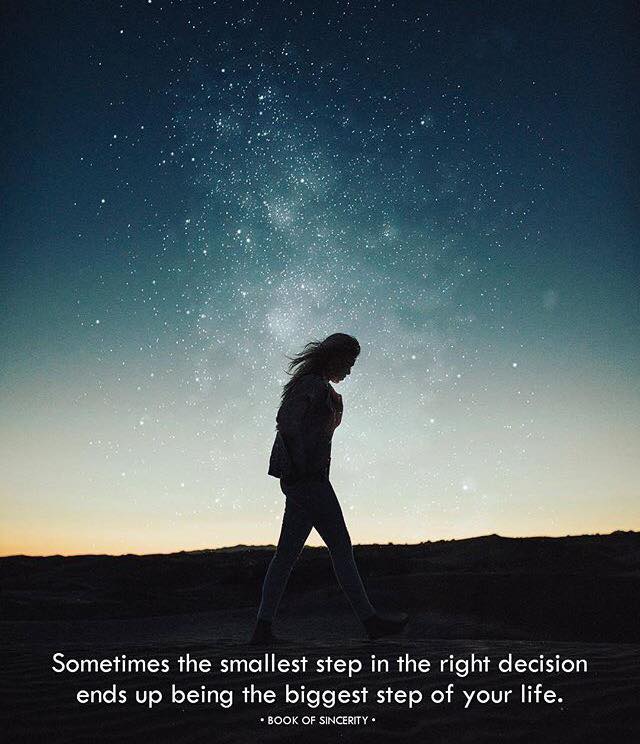 Sometimes the smallest step in the right decision
ends up being the biggest step of your life.
• BOOK OF SINCERITY •